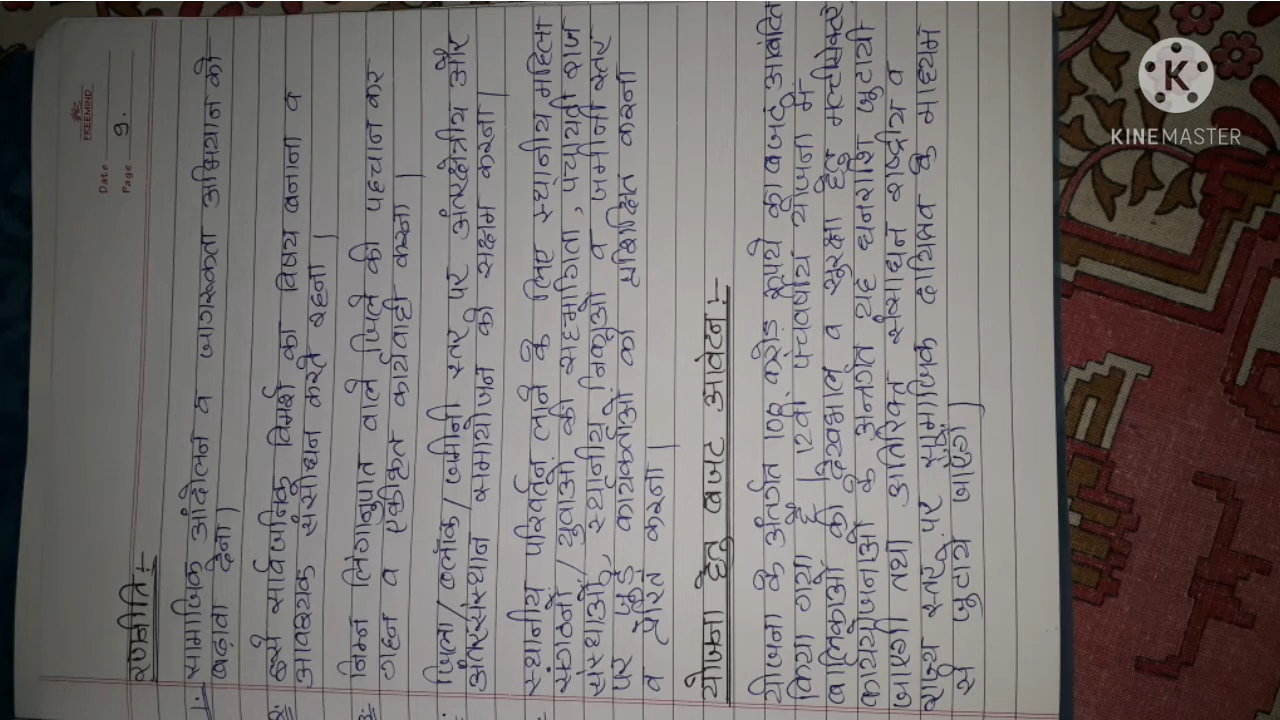 FREEMIND
Date
Page 9.
रणनीति :-
1- सामाजिक आंदोलन व जागरूकता अभियान को
बढ़ावा देना।
2- इसे सार्वजनिक विमर्श का विषय बनाना व
आवश्यक संसोधन करते रहना।
3- निम्न लिंगानुपात वाले जिले की पहचान कर
गहन व एकीकृत कार्यवाही करना।
जिला/ब्लॉक/जमीनी स्तर पर अंतरक्षेत्रीय और
अंतरसंस्थान समायोजन को सक्षम करना।
स्थानीय परिवर्तन लाने के लिए स्थानीय महिला
संगठनों/युवाओं की सहभागिता, पंचायती राज
संस्थाओं, स्थानीय निकाओं व जमीनी स्तर
पर जुड़े कार्यकर्ताओं का प्रशिक्षित करना
व प्रेरित करना।
योजना हेतु बजट आवेटन :-
योजना के अंतर्गत 108. करोड़ रूपये का बजट आवंटित
किया गया है। 12वी पंचवर्षीय योजना में
बालिकाओं की देखभाल व सुरक्षा हेतु मल्टीसेक्टर
कार्ययोजनाओं के अन्तर्गत यह धनराशि जुटायी
जाएगी तथा अतिरिक्त संसाधन राष्ट्रीय व
राज्य स्तर पर सामाजिक दायित्व के माध्यम
से जुटाये जाएंगे।
K
KINEMASTER